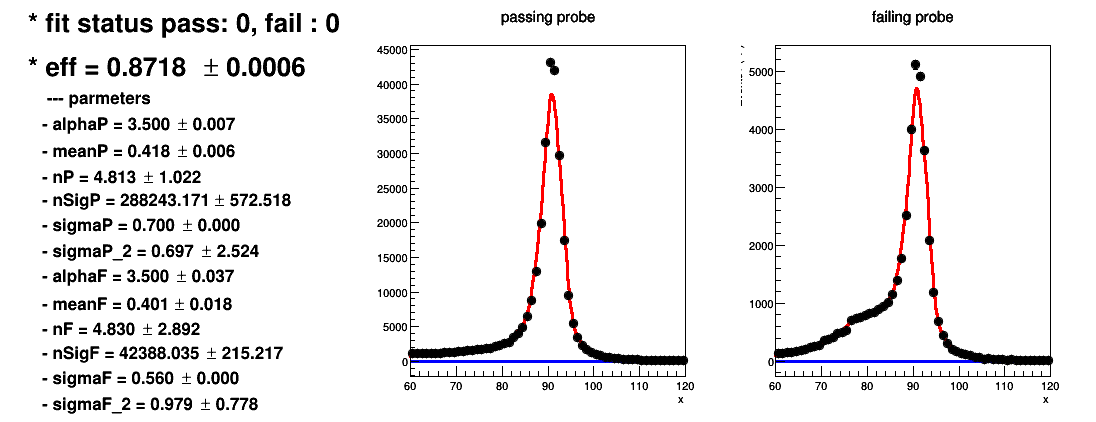 * fit status pass: 0, fail : 0
* eff = 0.8718 ± 0.0006
--- parmeters
- alphaP = 3.500 ± 0.007
- meanP = 0.418 ± 0.006
- nP = 4.813 ± 1.022
- nSigP = 288243.171 ± 572.518
- sigmaP = 0.700 ± 0.000
- sigmaP_2 = 0.697 ± 2.524
- alphaF = 3.500 ± 0.037
- meanF = 0.401 ± 0.018
- nF = 4.830 ± 2.892
- nSigF = 42388.035 ± 215.217
- sigmaF = 0.560 ± 0.000
- sigmaF_2 = 0.979 ± 0.778
passing probe
45000
40000
35000
30000
25000
20000
15000
10000
5000
0
60 70 80 90 100 110 120
x
failing probe
5000
4000
3000
2000
1000
0
60 70 80 90 100 110 120
x